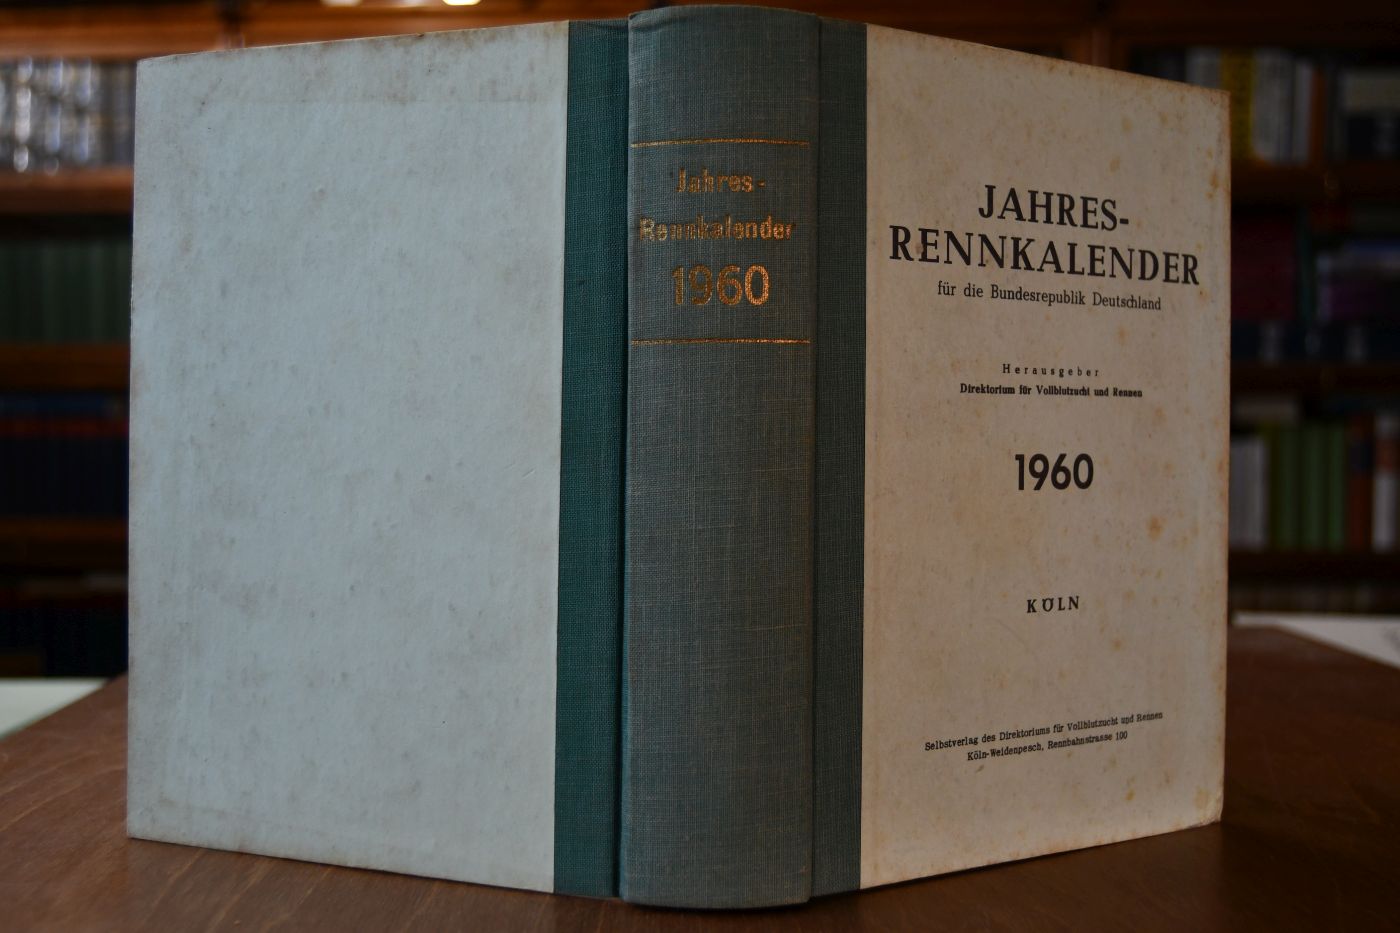 Jahres-
Rennkalender
1960
JAHRES-
RENNKALENDER
für die Bundesrepublik Deutschland
Herausgeber
Direktorium für Vollblutzucht und Rennen
1960
KÖLN
Selbstverlag des Direktoriums für Vollblutzucht und Rennen
Köln-Weidenpesch, Rennbahnstrasse 100